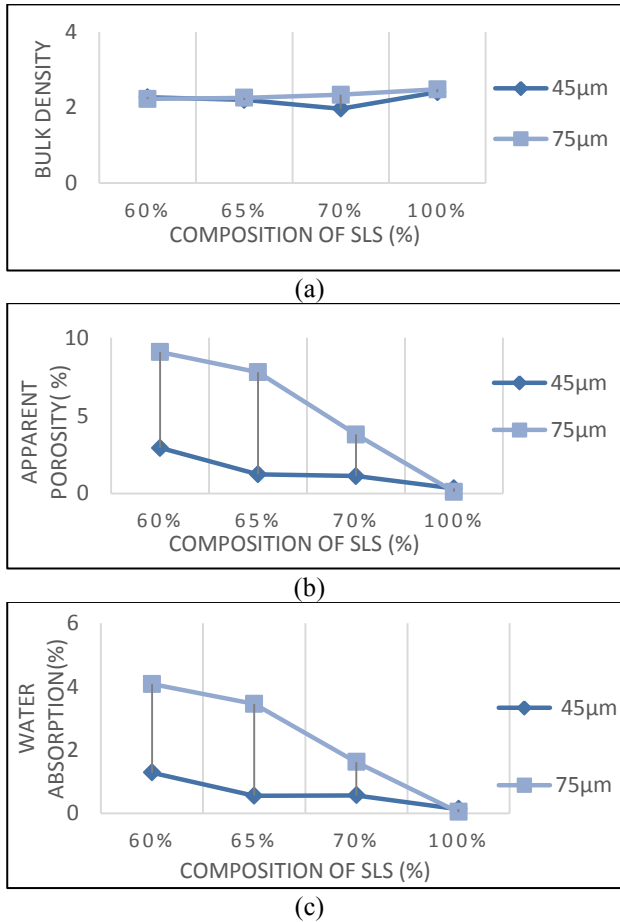 4
2
0
BULK DENSITY
60% 65% 70% 100%
COMPOSITION OF SLS (%)
45µm
75µm
(a)
10
5
0
APPARENT
POROSITY( %)
60% 65% 70% 100%
COMPOSITION OF SLS (%)
45µm
75µm
(b)
6
4
2
0
WATER
ABSORPTION(%)
60% 65% 70% 100%
COMPOSITION OF SLS (%)
45µm
75µm
(c)